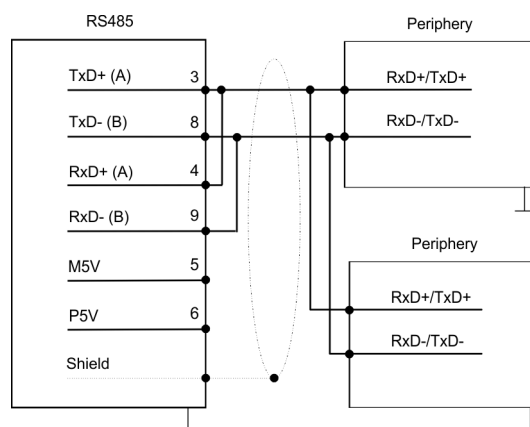 RS485
Periphery
TxD+ (A) 3
RxD+/TxD+
TxD- (B) 8
RxD-/TxD-
RxD+ (A) 4
RxD- (B) 9
Periphery
M5V 5
RxD+/TxD+
P5V 6
RxD-/TxD-
Shield